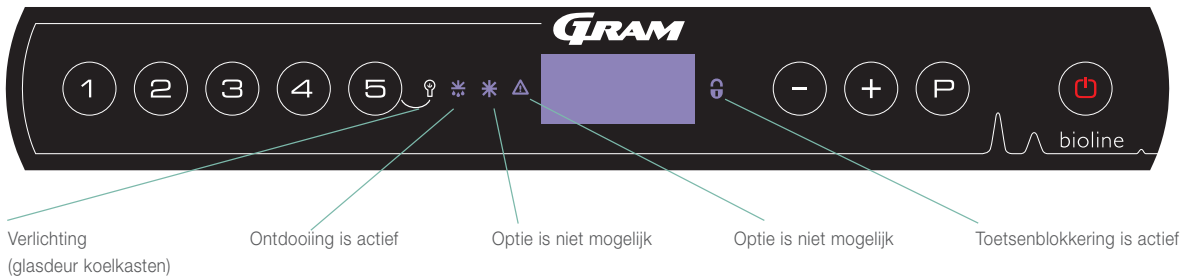 GRAM
1 2 3 4 5 - + P
bioline
Verlichting
(glasdeur koelkasten)
Ontdooiing is actief
Optie is niet mogelijk
Optie is niet mogelijk
Toetsenblokkering is actief